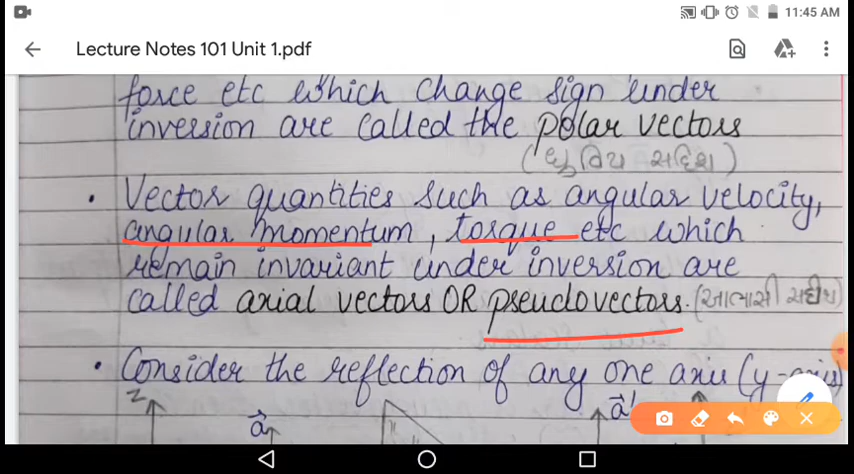 11:45 AM
Lecture Notes 101 Unit 1.pdf
force etc which change sign under
inversion are called the polar vectors
(ધ્રુવિય સદિશ)
• Vector quantities such as angular velocity,
angular momentum, torque etc which
remain invariant under inversion are
called axial vectors OR pseudovectors. (આભાસી સદીશ)
• Consider the reflection of any one axis (y-axis)
z
a⃗
a⃗'